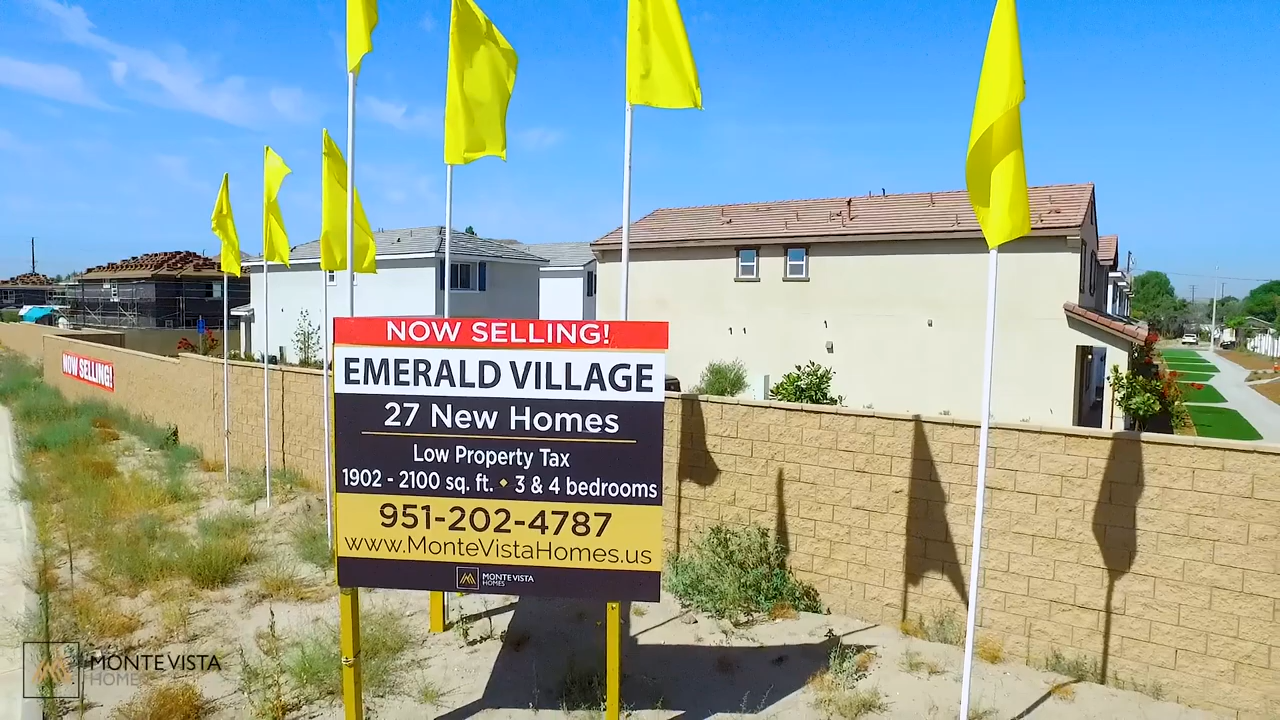 NOW SELLING!
NOW SELLING!
EMERALD VILLAGE
27 New Homes
Low Property Tax
1902 - 2100 sq. ft. • 3 & 4 bedrooms
951-202-4787
www.MonteVistaHomes.us
MONTE VISTA
HOMES
MONTE VISTA
HOMES